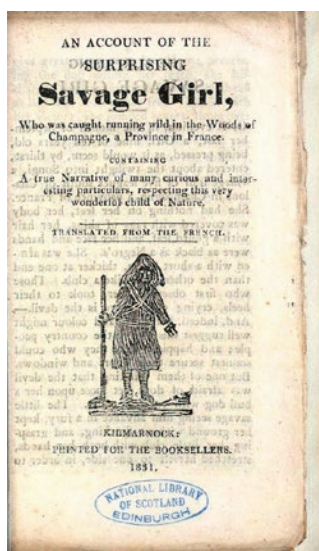 AN ACCOUNT OF THE
SURPRISING
Savage Girl,
Who was caught running wild in the Woods of
Champagne, a Province in France.
CONTAINING
A true Narrative of many curious and inter-
esting particulars, respecting this very
wonderful child of Nature.
TRANSLATED FROM THE FRENCH.
KILMARNOCK:
PRINTED FOR THE BOOKSELLERS.
1831.
NATIONAL LIBRARY
OF SCOTLAND
EDINBURGH